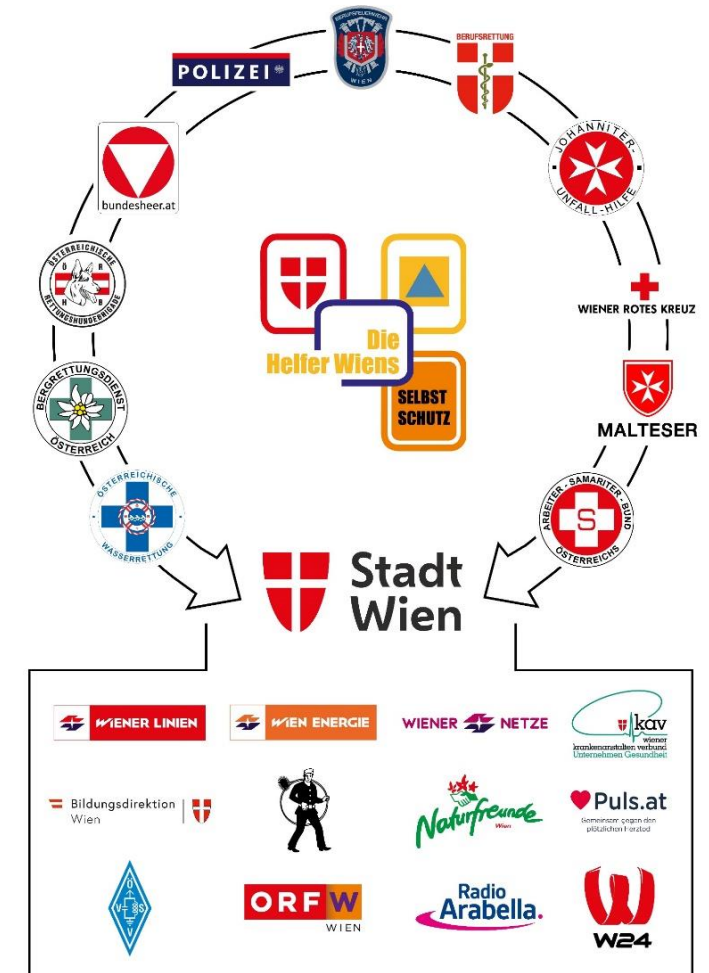 BERUFSFEUERWEHR
WIEN
BERUFSRETTUNG
POLIZEI
JOHANNITER-
UNFALL-HILFE
bundesheer.at
ÖSTERREICHISCHE
Ö R
H B
RETTUNGSHUNDEBRIGADE
WIENER ROTES KREUZ
Die
Helfer Wiens
SELBST
SCHUTZ
BERGRETTUNGSDIENST
ÖSTERREICH
MALTESER
ÖSTERREICHISCHE
WASSERRETTUNG
ARBEITER-SAMARITER-BUND
S
ÖSTERREICHS
Stadt
Wien
WIENER LINIEN
WIEN ENERGIE
WIENER NETZE
kav
wiener
krankenanstalten verbund
Unternehmen Gesundheit
Bildungsdirektion
Wien
Naturfreunde
Wien
Puls.at
Gemeinsam gegen den
plötzlichen Herztod
Ö
V S
V
ORF W
WIEN
Radio
Arabella.
W24